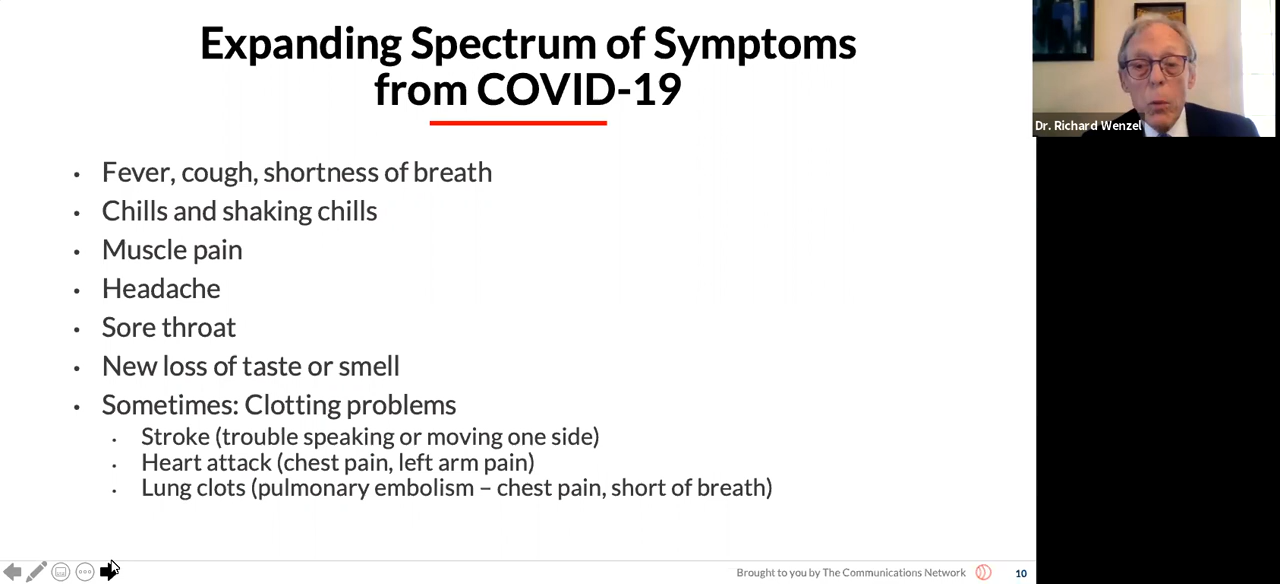 Expanding Spectrum of Symptoms
from COVID-19
Dr. Richard Wenzel
• Fever, cough, shortness of breath
• Chills and shaking chills
• Muscle pain
• Headache
• Sore throat
• New loss of taste or smell
• Sometimes: Clotting problems
• Stroke (trouble speaking or moving one side)
• Heart attack (chest pain, left arm pain)
• Lung clots (pulmonary embolism – chest pain, short of breath)
Brought to you by The Communications Network
10